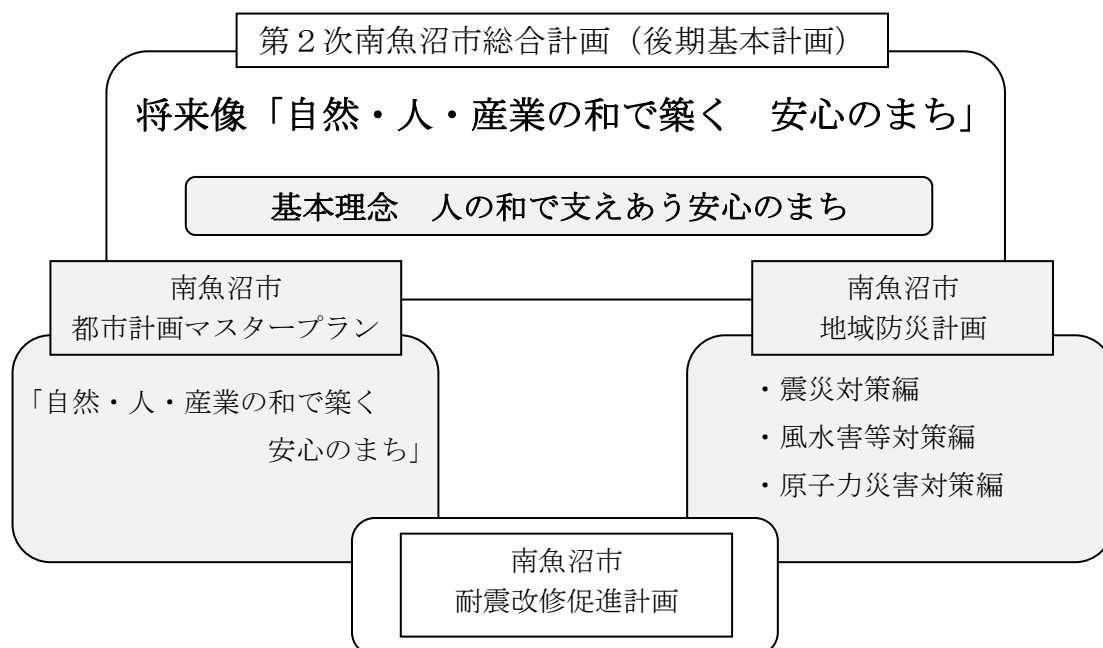 第２次南魚沼市総合計画（後期基本計画）
将来像「自然・人・産業の和で築く　安心のまち」
基本理念　人の和で支えあう安心のまち
南魚沼市
都市計画マスタープラン
「自然・人・産業の和で築く
安心のまち」
南魚沼市
地域防災計画
・震災対策編
・風水害等対策編
・原子力災害対策編
南魚沼市
耐震改修促進計画